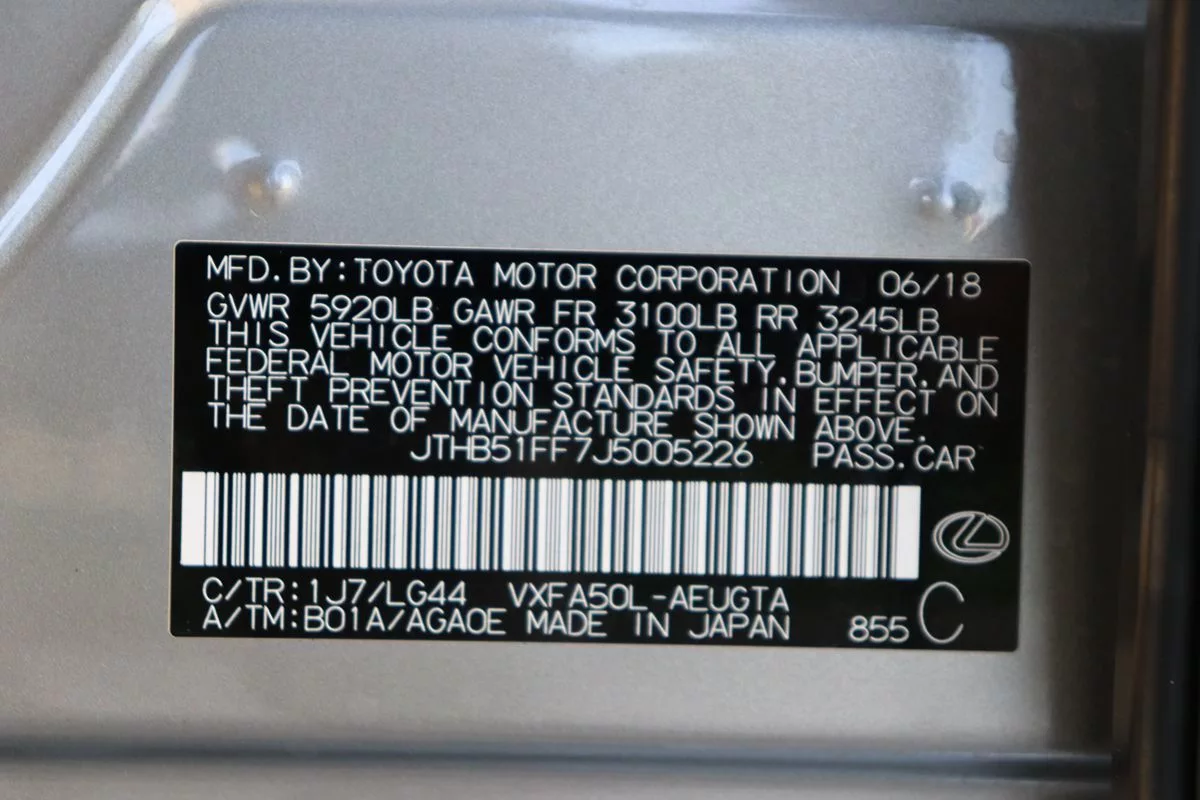 MFD. BY: TOYOTA MOTOR CORPORATION 06/18
GVWR 5920LB GAWR FR 3100LB RR 3245LB
THIS VEHICLE CONFORMS TO ALL APPLICABLE
FEDERAL MOTOR VEHICLE SAFETY, BUMPER, AND
THEFT PREVENTION STANDARDS IN EFFECT ON
THE DATE OF MANUFACTURE SHOWN ABOVE.
JTHB51FF7J5005226 PASS. CAR
C/TR: 1J7/LG44 VXFA50L-AEUGTA
A/TM: B01A/AGA0E MADE IN JAPAN 855 C